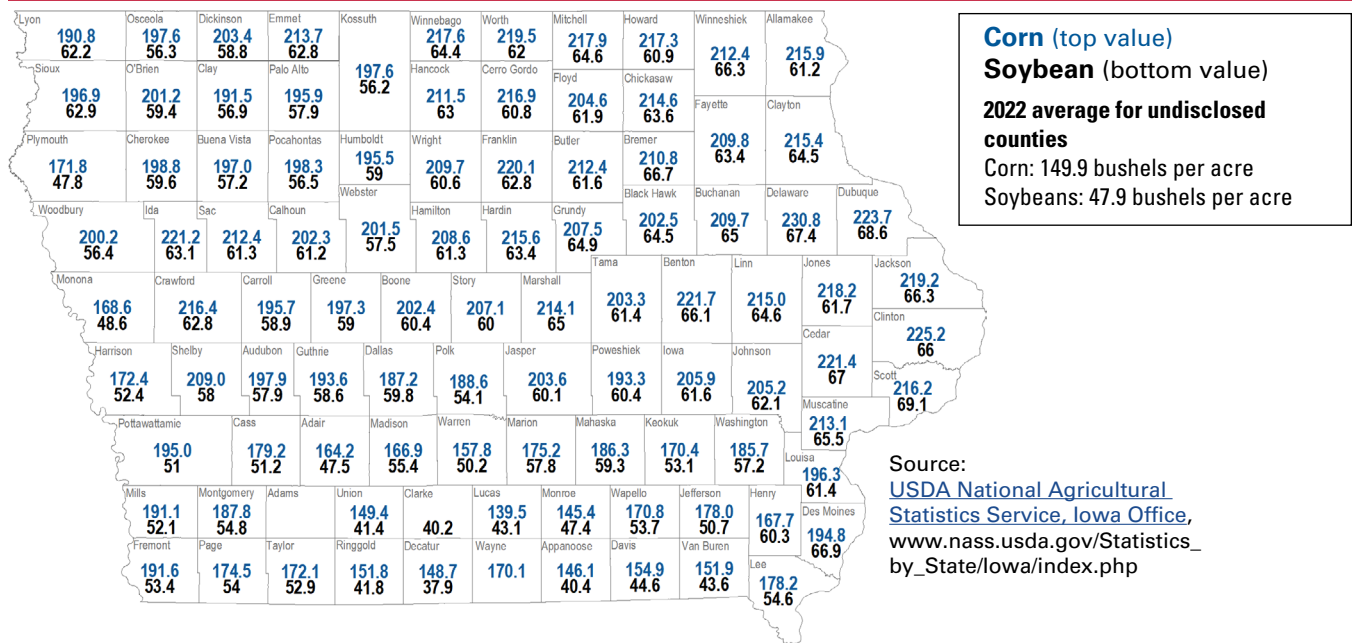 Lyon
190.8
62.2
Osceola
197.6
56.3
Dickinson
203.4
58.8
Emmet
213.7
62.8
Kossuth
197.6
56.2
Winnebago
217.6
64.4
Worth
219.5
62
Mitchell
217.9
64.6
Howard
217.3
60.9
Winneshiek
212.4
66.3
Allamakee
215.9
61.2
Sioux
196.9
62.9
O'Brien
201.2
59.4
Clay
191.5
56.9
Palo Alto
195.9
57.9
Hancock
211.5
63
Cerro Gordo
216.9
60.8
Floyd
204.6
61.9
Chickasaw
214.6
63.6
Fayette
209.8
63.4
Clayton
215.4
64.5
Plymouth
171.8
47.8
Cherokee
198.8
59.6
Buena Vista
197.0
57.2
Pocahontas
198.3
56.5
Humboldt
195.5
59
Wright
209.7
60.6
Franklin
220.1
62.8
Butler
212.4
61.6
Bremer
210.8
66.7
Woodbury
200.2
56.4
Ida
221.2
63.1
Sac
212.4
61.3
Calhoun
202.3
61.2
Webster
201.5
57.5
Hamilton
208.6
61.3
Hardin
215.6
63.4
Grundy
207.5
64.9
Black Hawk
202.5
64.5
Buchanan
209.7
65
Delaware
230.8
67.4
Dubuque
223.7
68.6
Monona
168.6
48.6
Crawford
216.4
62.8
Carroll
195.7
58.9
Greene
197.3
59
Boone
202.4
60.4
Story
207.1
60
Marshall
214.1
65
Tama
203.3
61.4
Benton
221.7
66.1
Linn
215.0
64.6
Jones
218.2
61.7
Jackson
219.2
66.3
Clinton
225.2
66
Harrison
172.4
52.4
Shelby
209.0
58
Audubon
197.9
57.9
Guthrie
193.6
58.6
Dallas
187.2
59.8
Polk
188.6
54.1
Jasper
203.6
60.1
Poweshiek
193.3
60.4
Iowa
205.9
61.6
Johnson
205.2
62.1
Cedar
221.4
67
Scott
216.2
69.1
Muscatine
213.1
65.5
Pottawattamie
195.0
51
Cass
179.2
51.2
Adair
164.2
47.5
Madison
166.9
55.4
Warren
157.8
50.2
Marion
175.2
57.8
Mahaska
186.3
59.3
Keokuk
170.4
53.1
Washington
185.7
57.2
Louisa
196.3
61.4
Mills
191.1
52.1
Montgomery
187.8
54.8
Adams
Union
149.4
41.4
Clarke
40.2
Lucas
139.5
43.1
Monroe
145.4
47.4
Wapello
170.8
53.7
Jefferson
178.0
50.7
Henry
167.7
60.3
Des Moines
194.8
66.9
Fremont
191.6
53.4
Page
174.5
54
Taylor
172.1
52.9
Ringgold
151.8
41.8
Decatur
148.7
37.9
Wayne
170.1
Appanoose
146.1
40.4
Davis
154.9
44.6
Van Buren
151.9
43.6
Lee
178.2
54.6
Corn (top value)
Soybean (bottom value)
2022 average for undisclosed
counties
Corn: 149.9 bushels per acre
Soybeans: 47.9 bushels per acre
Source:
USDA National Agricultural
Statistics Service, Iowa Office,
www.nass.usda.gov/Statistics_
by_State/Iowa/index.php